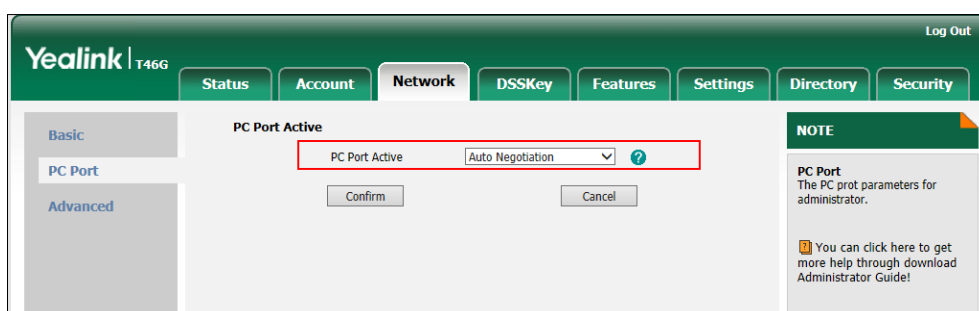 Log Out
Yealink T46G
Status Account Network DSSKey Features Settings Directory Security
Basic
PC Port
Advanced
PC Port Active
PC Port Active Auto Negotiation ?
Confirm Cancel
NOTE
PC Port
The PC prot parameters for
administrator.
? You can click here to get
more help through download
Administrator Guide!